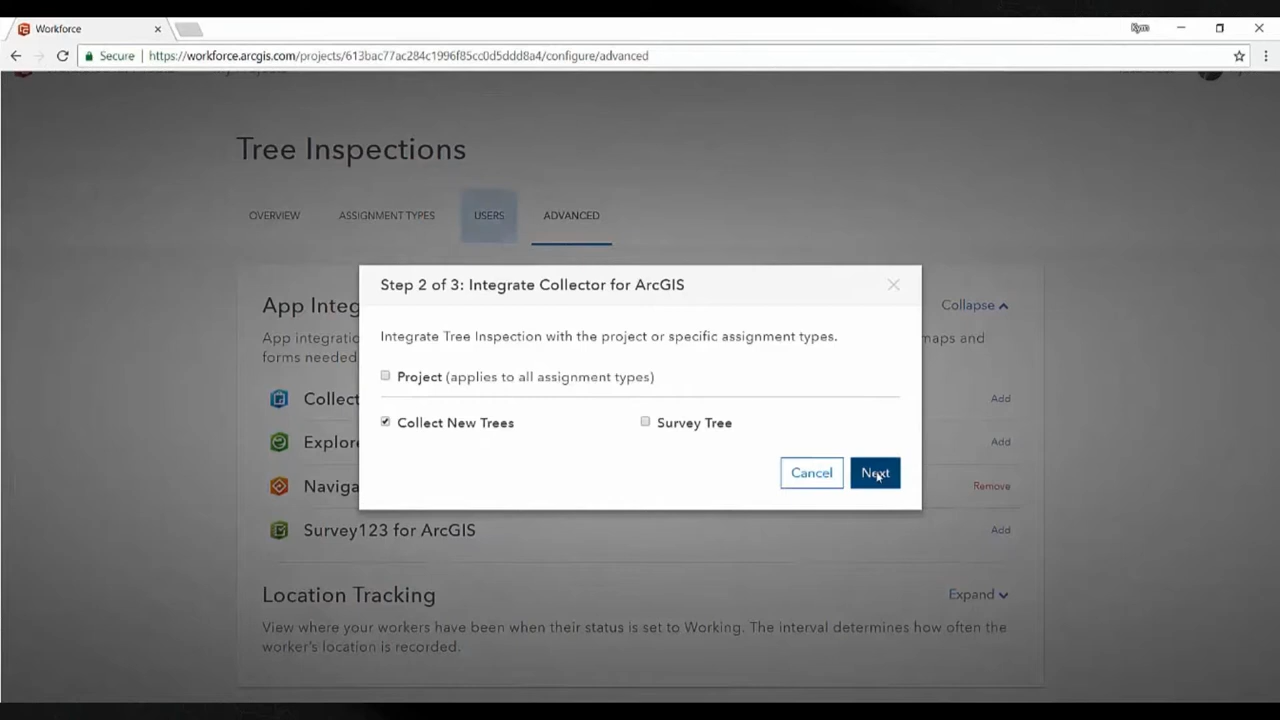 Workforce
Kym
Secure https://workforce.arcgis.com/projects/613bac77ac284c1996f85cc0d5ddd8a4/configure/advanced
Tree Inspections
OVERVIEW ASSIGNMENT TYPES USERS ADVANCED
Step 2 of 3: Integrate Collector for ArcGIS
App Integ Collapse
Integrate Tree Inspection with the project or specific assignment types.
App integratio maps and
forms needed
Project (applies to all assignment types)
Collect Add
Collect New Trees Survey Tree
Explore Add
Cancel Next
Naviga Remove
Survey123 for ArcGIS Add
Location Tracking Expand
View where your workers have been when their status is set to Working. The interval determines how often the
worker's location is recorded.